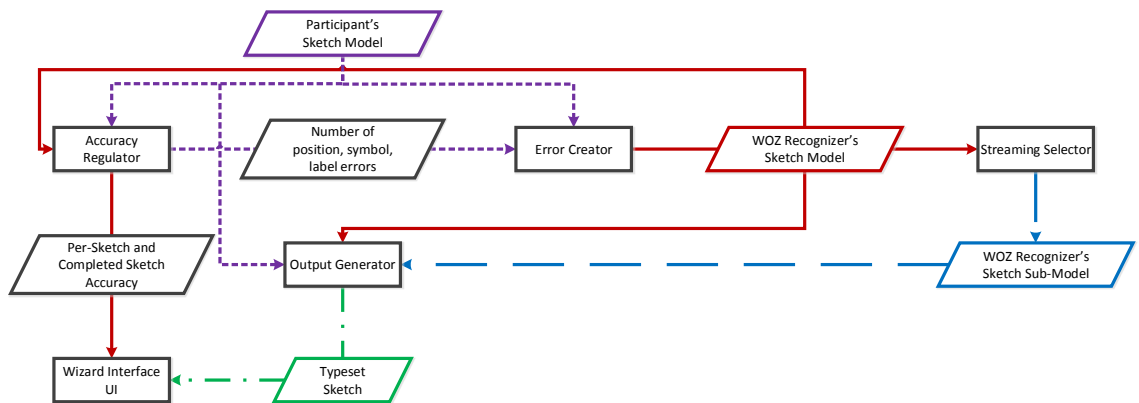 Participant's
Sketch Model
Accuracy
Regulator
Number of
position, symbol,
label errors
Error Creator
WOZ Recognizer's
Sketch Model
Streaming Selector
Per-Sketch and
Completed Sketch
Accuracy
Output Generator
WOZ Recognizer's
Sketch Sub-Model
Wizard Interface
UI
Typeset
Sketch